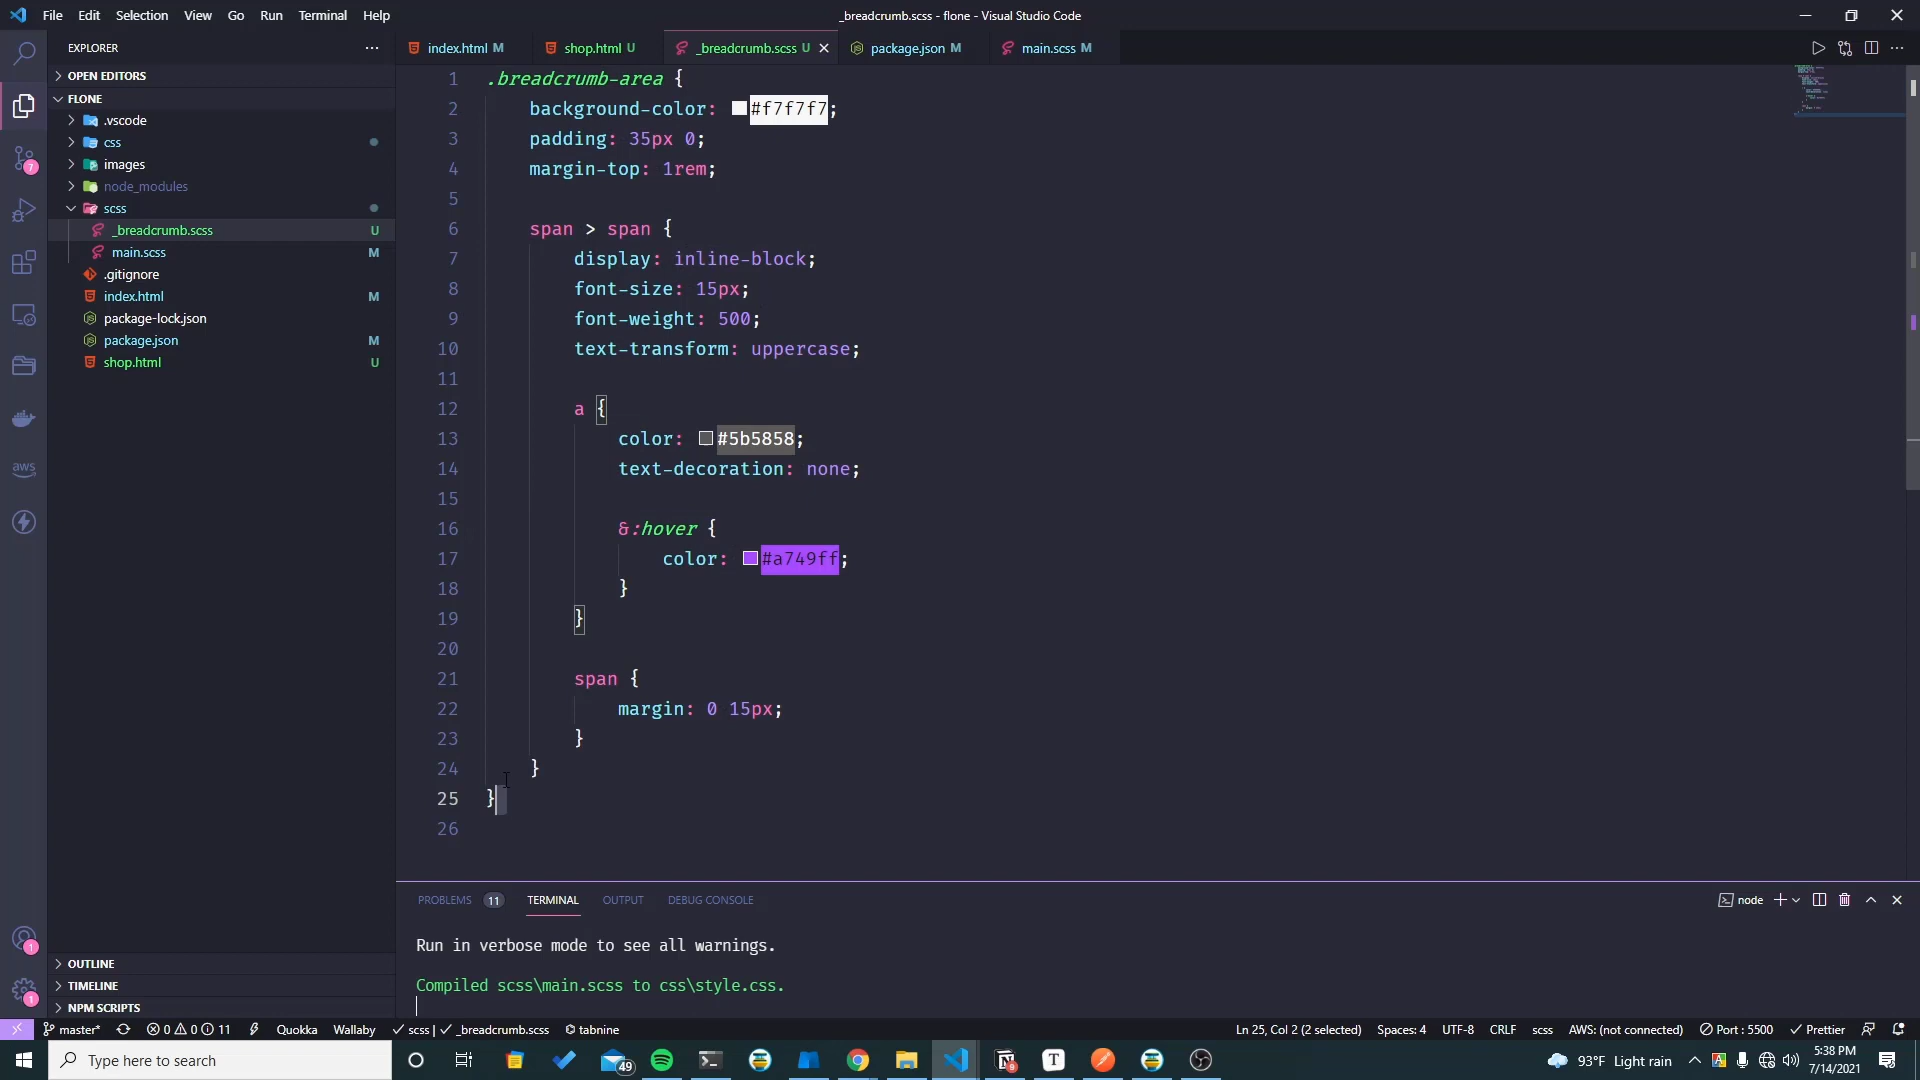 File Edit Selection View Go Run Terminal Help
_breadcrumb.scss - flone - Visual Studio Code
EXPLORER
index.html M
shop.html U
_breadcrumb.scss U
package.json M
main.scss M
OPEN EDITORS
FLONE
.vscode
css
images
node_modules
scss
_breadcrumb.scss U
main.scss M
.gitignore
index.html M
package-lock.json
package.json M
shop.html U
OUTLINE
TIMELINE
NPM SCRIPTS
7
aws
1
1
1 .breadcrumb-area {
2 background-color: #f7f7f7;
3 padding: 35px 0;
4 margin-top: 1rem;
5
6 span > span {
7 display: inline-block;
8 font-size: 15px;
9 font-weight: 500;
10 text-transform: uppercase;
11
12 a {
13 color: #5b5858;
14 text-decoration: none;
15
16 &:hover {
17 color: #a749ff;
18 }
19 }
20
21 span {
22 margin: 0 15px;
23 }
24 }
25 }
26
PROBLEMS 11 TERMINAL OUTPUT DEBUG CONSOLE
node
Run in verbose mode to see all warnings.
Compiled scss\main.scss to css\style.css.
master* 0 0 11 Quokka Wallaby scss | _breadcrumb.scss tabnine
Ln 25, Col 2 (2 selected) Spaces: 4 UTF-8 CRLF scss AWS: (not connected) Port : 5500 Prettier
Type here to search
49
N 9
T
93°F Light rain
A
5:38 PM
7/14/2021